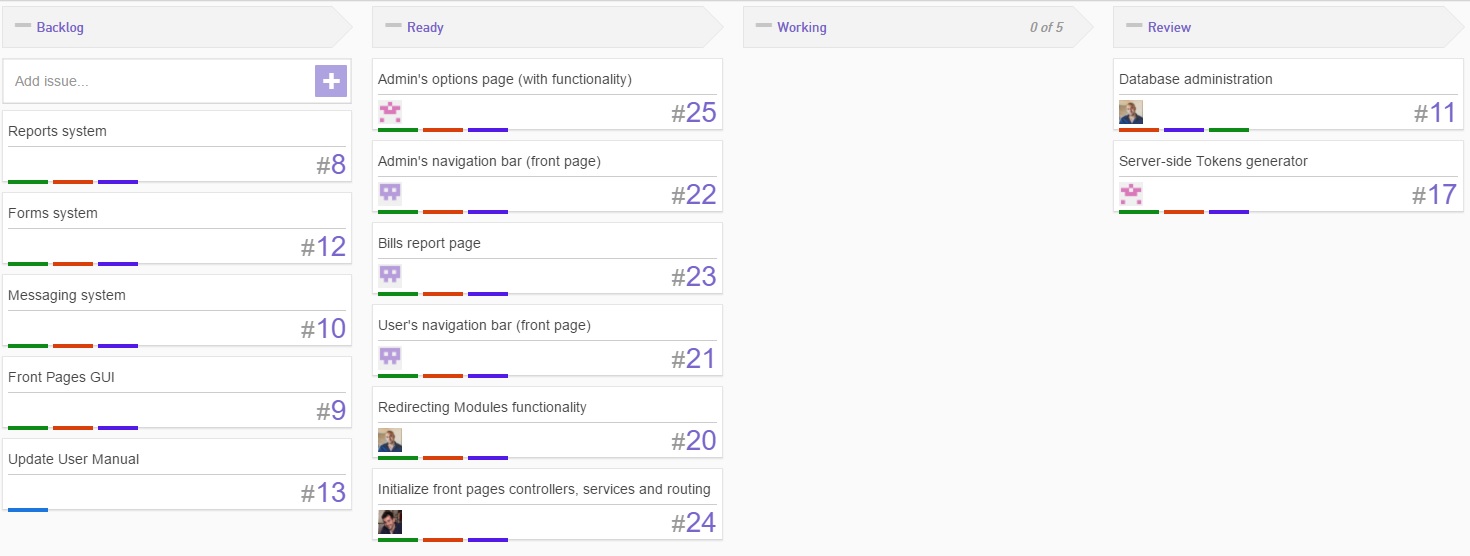 Backlog
Add issue...
Reports system
#8
Forms system
#12
Messaging system
#10
Front Pages GUI
#9
Update User Manual
#13
Ready
Admin's options page (with functionality)
#25
Admin's navigation bar (front page)
#22
Bills report page
#23
User's navigation bar (front page)
#21
Redirecting Modules functionality
#20
Initialize front pages controllers, services and routing
#24
Working 0 of 5
Review
Database administration
#11
Server-side Tokens generator
#17